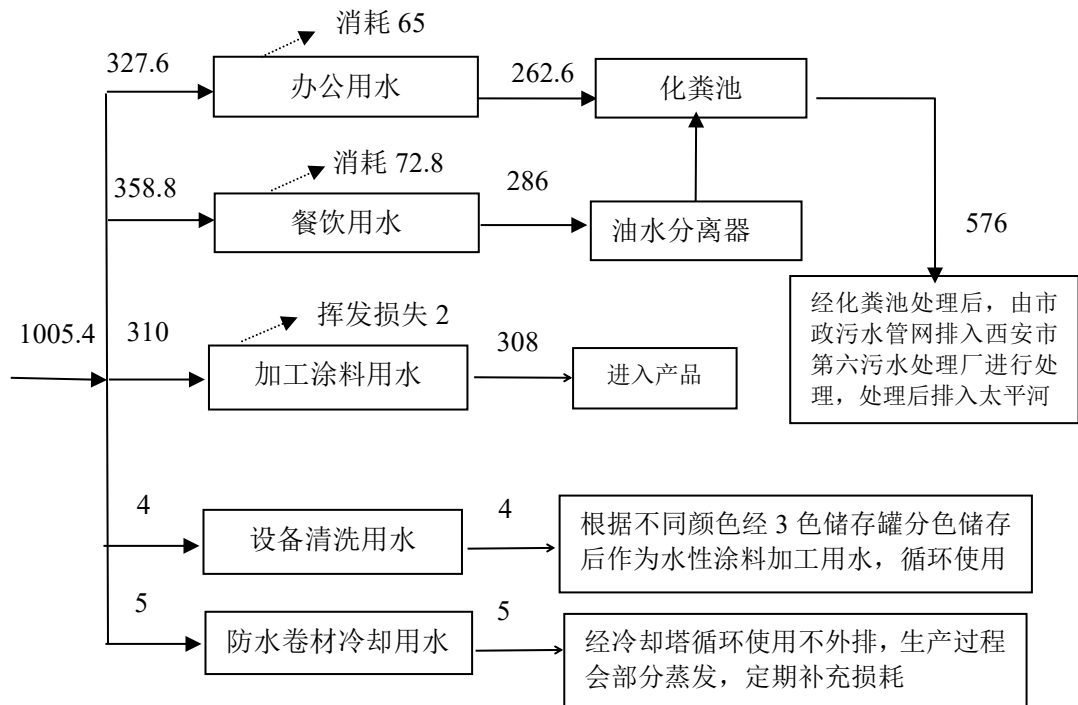 消耗 65
327.6
办公用水
262.6
化粪池
消耗 72.8
358.8
餐饮用水
286
油水分离器
576
经化粪池处理后，由市
政污水管网排入西安市
第六污水处理厂进行处
理，处理后排入太平河
1005.4
310
挥发损失 2
加工涂料用水
308
进入产品
4
设备清洗用水
4
根据不同颜色经 3 色储存罐分色储存
后作为水性涂料加工用水，循环使用
5
防水卷材冷却用水
5
经冷却塔循环使用不外排，生产过程
会部分蒸发，定期补充损耗